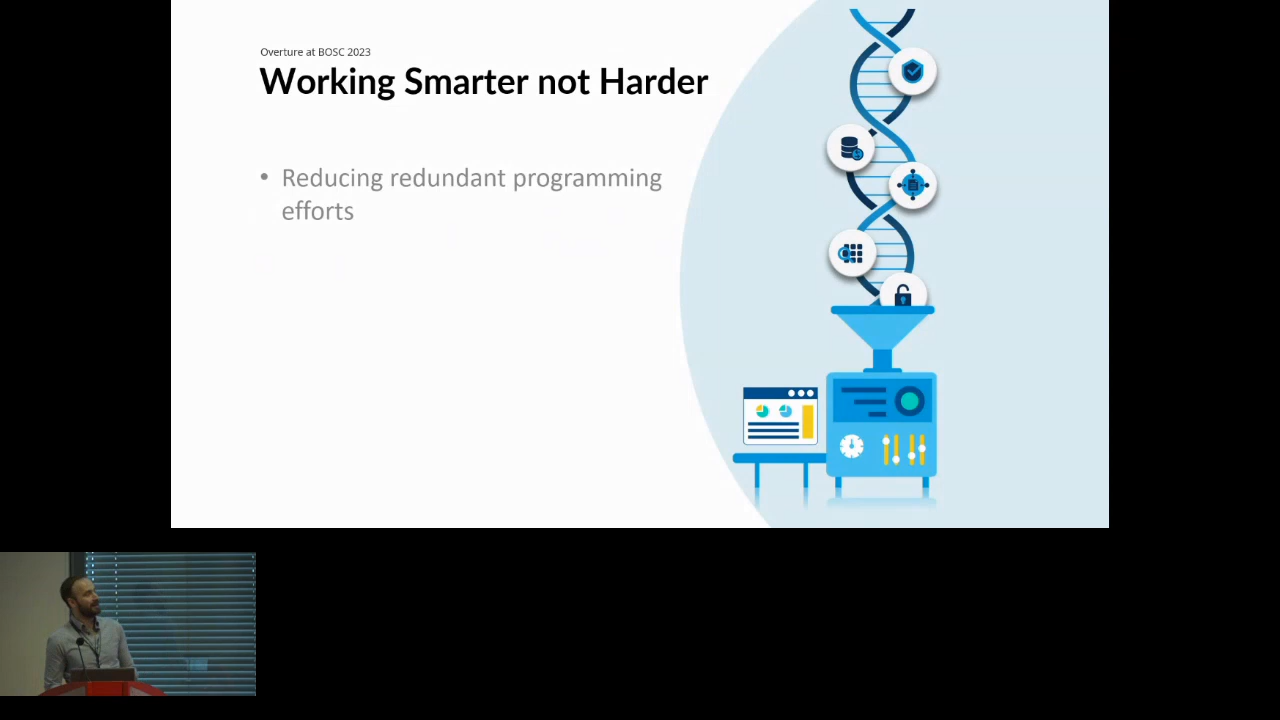 Overture at BOSC 2023
Working Smarter not Harder
• Reducing redundant programming
efforts